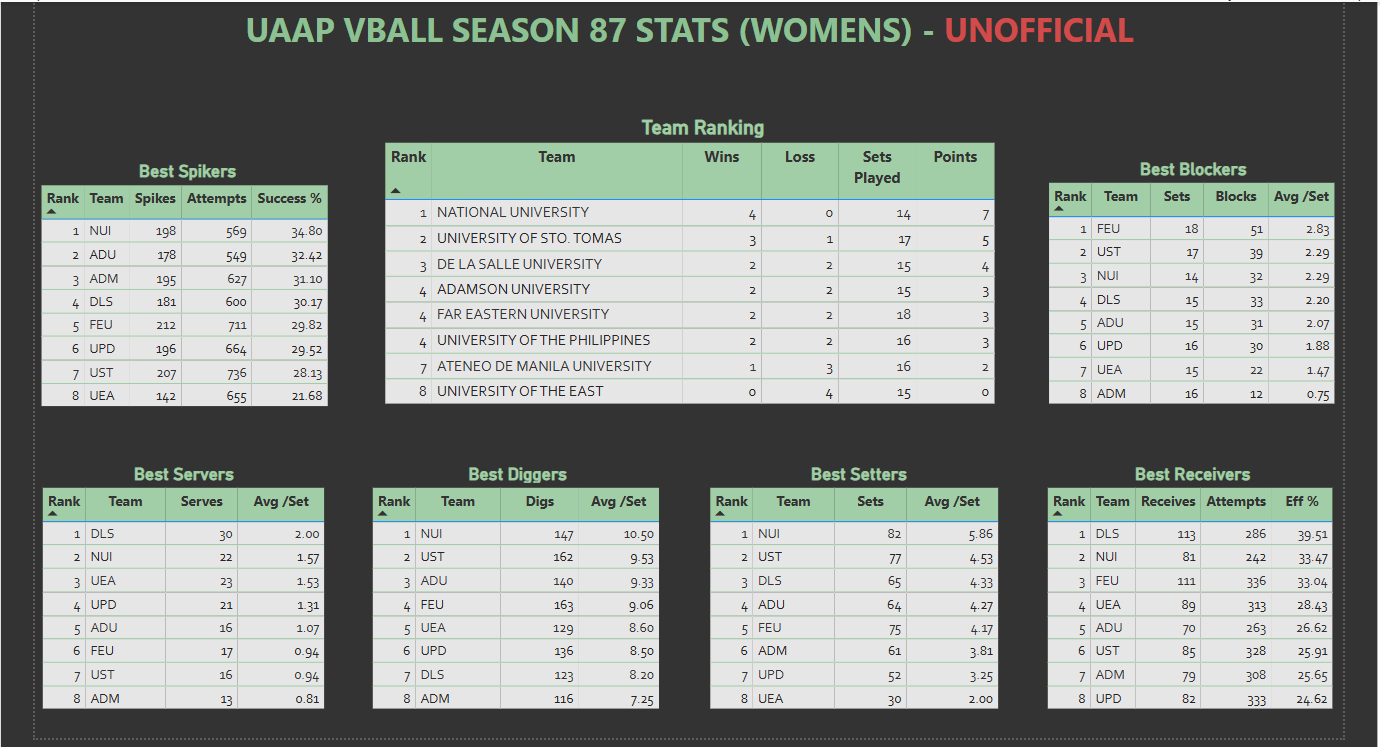 UAAP VBALL SEASON 87 STATS (WOMENS) - UNOFFICIAL
Team Ranking
Rank Team Wins Loss Sets Played Points
1 NATIONAL UNIVERSITY 4 0 14 7
2 UNIVERSITY OF STO. TOMAS 3 1 17 5
3 DE LA SALLE UNIVERSITY 2 2 15 4
4 ADAMSON UNIVERSITY 2 2 15 3
4 FAR EASTERN UNIVERSITY 2 2 18 3
4 UNIVERSITY OF THE PHILIPPINES 2 2 16 3
7 ATENEO DE MANILA UNIVERSITY 1 3 16 2
8 UNIVERSITY OF THE EAST 0 4 15 0
Best Spikers
Rank Team Spikes Attempts Success %
1 NUI 198 569 34.80
2 ADU 178 549 32.42
3 ADM 195 627 31.10
4 DLS 181 600 30.17
5 FEU 212 711 29.82
6 UPD 196 664 29.52
7 UST 207 736 28.13
8 UEA 142 655 21.68
Best Blockers
Rank Team Sets Blocks Avg /Set
1 FEU 18 51 2.83
2 UST 17 39 2.29
3 NUI 14 32 2.29
4 DLS 15 33 2.20
5 ADU 15 31 2.07
6 UPD 16 30 1.88
7 UEA 15 22 1.47
8 ADM 16 12 0.75
Best Servers
Rank Team Serves Avg /Set
1 DLS 30 2.00
2 NUI 22 1.57
3 UEA 23 1.53
4 UPD 21 1.31
5 ADU 16 1.07
6 FEU 17 0.94
7 UST 16 0.94
8 ADM 13 0.81
Best Diggers
Rank Team Digs Avg /Set
1 NUI 147 10.50
2 UST 162 9.53
3 ADU 140 9.33
4 FEU 163 9.06
5 UEA 129 8.60
6 UPD 136 8.50
7 DLS 123 8.20
8 ADM 116 7.25
Best Setters
Rank Team Sets Avg /Set
1 NUI 82 5.86
2 UST 77 4.53
3 DLS 65 4.33
4 ADU 64 4.27
5 FEU 75 4.17
6 ADM 61 3.81
7 UPD 52 3.25
8 UEA 30 2.00
Best Receivers
Rank Team Receives Attempts Eff %
1 DLS 113 286 39.51
2 NUI 81 242 33.47
3 FEU 111 336 33.04
4 UEA 89 313 28.43
5 ADU 70 263 26.62
6 UST 85 328 25.91
7 ADM 79 308 25.65
8 UPD 82 333 24.62